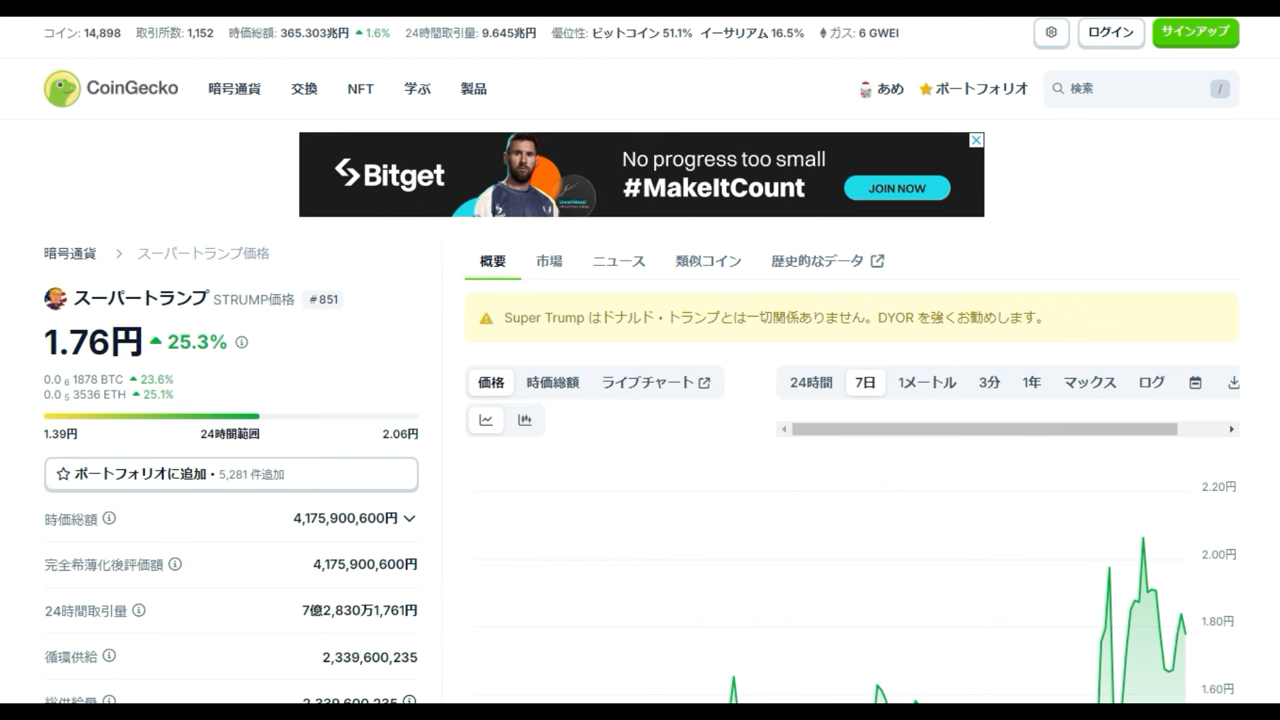 コイン: 14,898 取引所数: 1,152 時価総額: 365.303兆円 1.6% 24時間取引量: 9.645兆円 優位性: ビットコイン 51.1% イーサリアム 16.5% ガス: 6 GWEI ログイン サインアップ
CoinGecko 暗号通貨 交換 NFT 学ぶ 製品 あめ ポートフォリオ 検索 /
Bitget No progress too small
#MakeItCount JOIN NOW
暗号通貨 > スーパートランプ価格
スーパートランプ STRUMP価格 #851
1.76円 25.3%
0.0 6 1878 BTC 23.6%
0.0 5 3536 ETH 25.1%
1.39円 24時間範囲 2.06円
ポートフォリオに追加 • 5,281 件追加
時価総額 4,175,900,600円
完全希薄化後評価額 4,175,900,600円
24時間取引量 7億2,830万1,761円
循環供給 2,339,600,235
総供給量 2,339,600,235
概要 市場 ニュース 類似コイン 歴史的なデータ
Super Trump はドナルド・トランプとは一切関係ありません。DYOR を強くお勧めします。
価格 時価総額 ライブチャート 24時間 7日 1メートル 3分 1年 マックス ログ
2.20円
2.00円
1.80円
1.60円